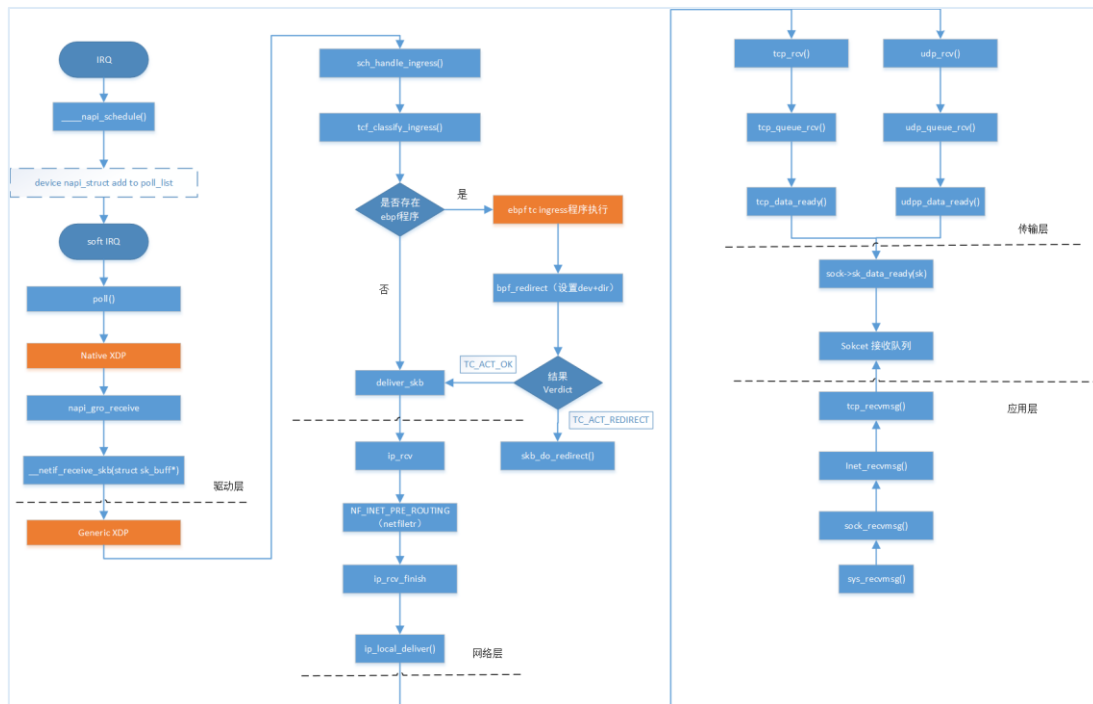 IRQ
____napi_schedule()
device napi_struct add to poll_list
soft IRQ
poll()
Native XDP
napi_gro_receive
__netif_receive_skb(struct sk_buff*)
驱动层
Generic XDP
sch_handle_ingress()
tcf_classify_ingress()
是否存在
ebpf程序
是
ebpf tc ingress程序执行
否
bpf_redirect（设置dev+dir）
TC_ACT_OK
结果
Verdict
deliver_skb
TC_ACT_REDIRECT
skb_do_redirect()
ip_rcv
NF_INET_PRE_ROUTING
（netfiletr）
ip_rcv_finish
ip_local_deliver()
网络层
tcp_rcv()
udp_rcv()
tcp_queue_rcv()
udp_queue_rcv()
tcp_data_ready()
udpp_data_ready()
传输层
sock->sk_data_ready(sk)
Sokcet 接收队列
应用层
tcp_recvmsg()
Inet_recvmsg()
sock_recvmsg()
sys_recvmsg()